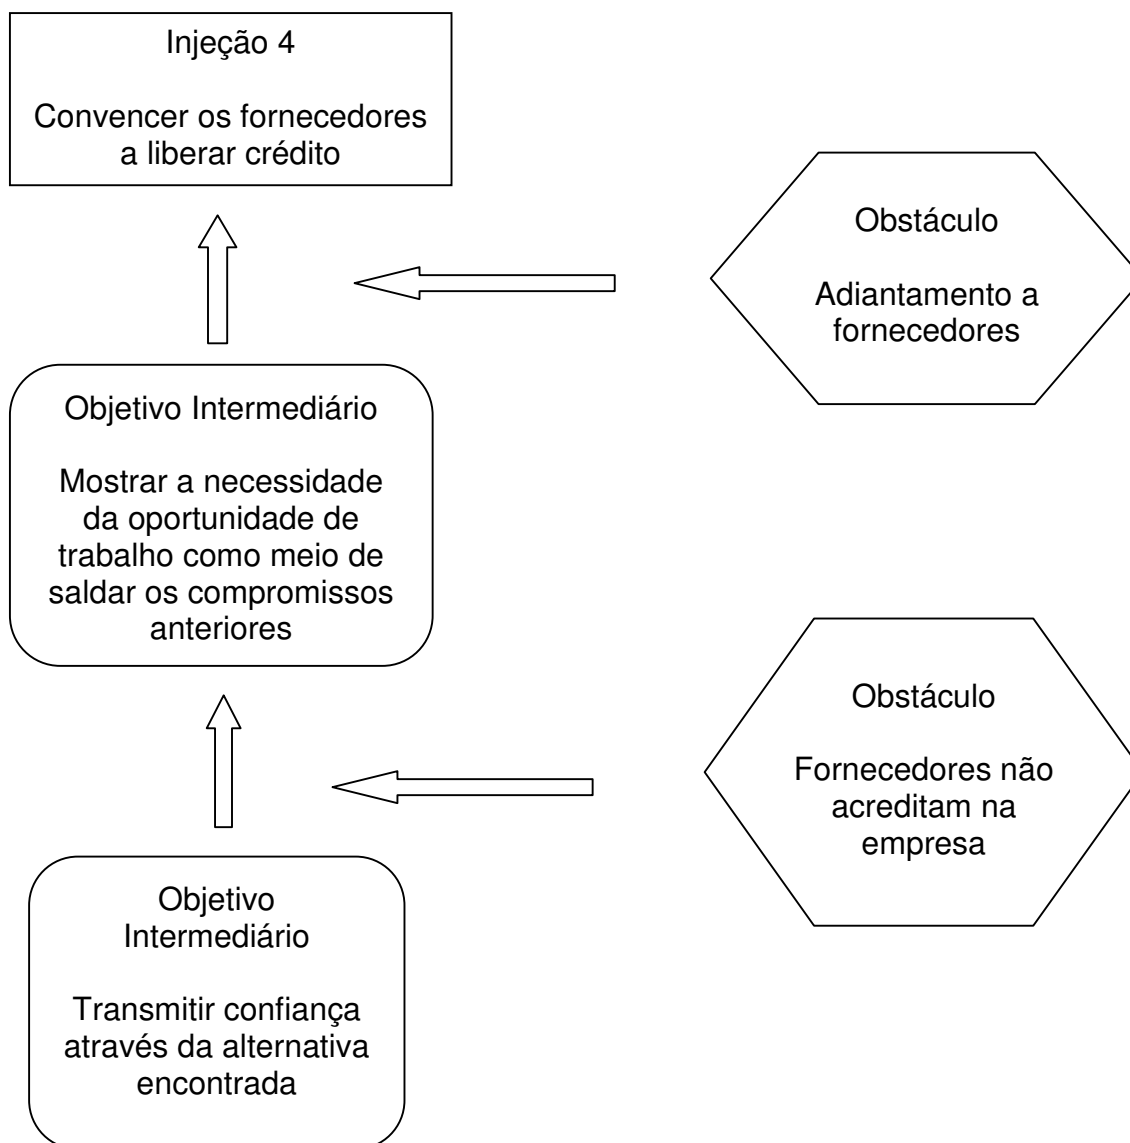 Injeção 4
Convencer os fornecedores
a liberar crédito
Obstáculo
Adiantamento a
fornecedores
Objetivo Intermediário
Mostrar a necessidade
da oportunidade de
trabalho como meio de
saldar os compromissos
anteriores
Obstáculo
Fornecedores não
acreditam na
empresa
Objetivo
Intermediário
Transmitir confiança
através da alternativa
encontrada